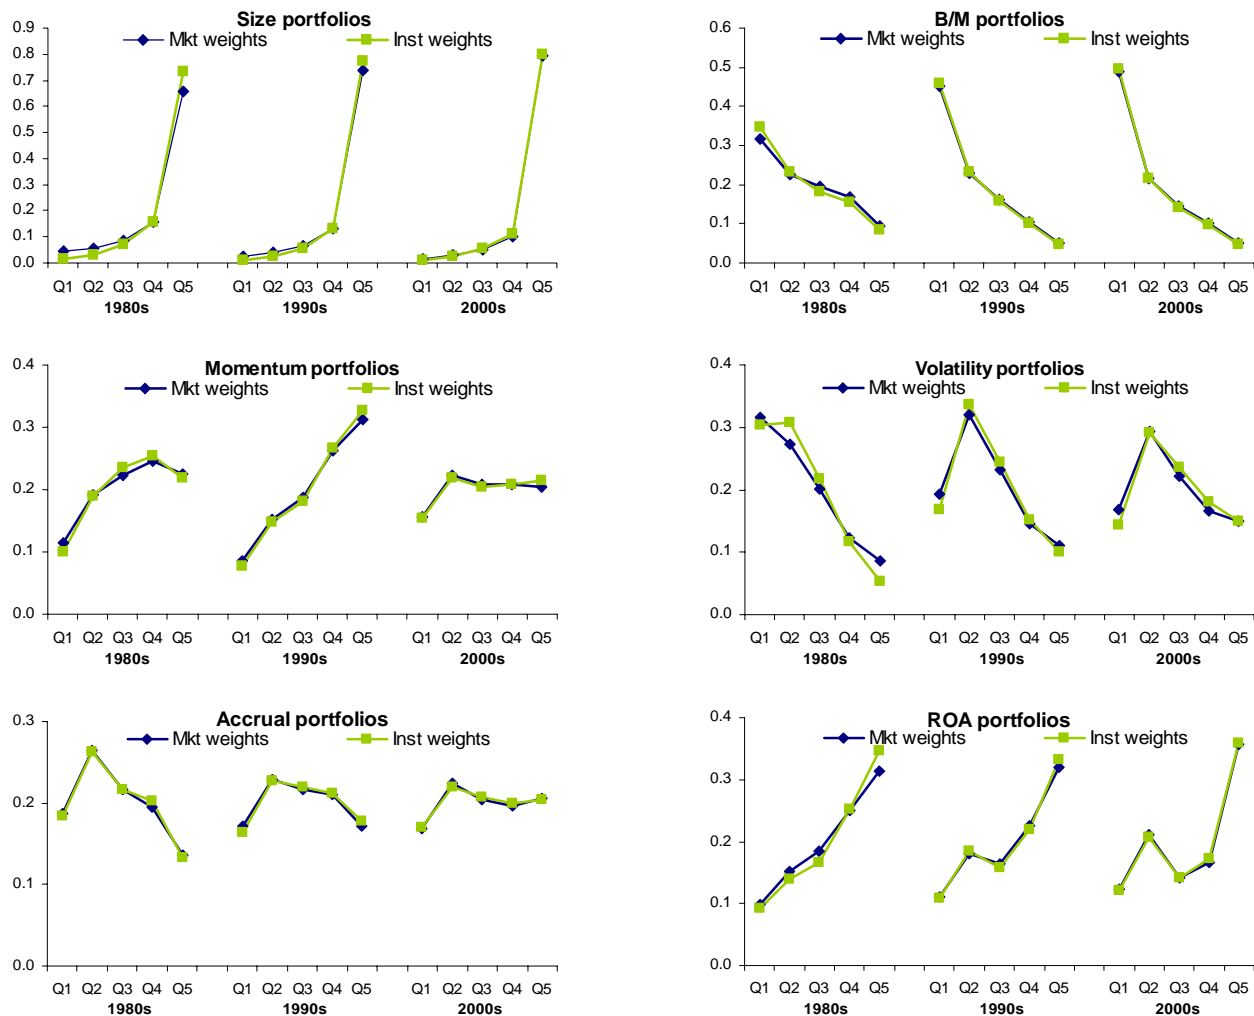 Size portfolios
Mkt weights Inst weights
0.9
0.8
0.7
0.6
0.5
0.4
0.3
0.2
0.1
0.0
Q1 Q2 Q3 Q4 Q5 Q1 Q2 Q3 Q4 Q5 Q1 Q2 Q3 Q4 Q5
1980s 1990s 2000s
B/M portfolios
Mkt weights Inst weights
0.6
0.5
0.4
0.3
0.2
0.1
0.0
Q1 Q2 Q3 Q4 Q5 Q1 Q2 Q3 Q4 Q5 Q1 Q2 Q3 Q4 Q5
1980s 1990s 2000s
Momentum portfolios
Mkt weights Inst weights
0.4
0.3
0.2
0.1
0.0
Q1 Q2 Q3 Q4 Q5 Q1 Q2 Q3 Q4 Q5 Q1 Q2 Q3 Q4 Q5
1980s 1990s 2000s
Volatility portfolios
Mkt weights Inst weights
0.4
0.3
0.2
0.1
0.0
Q1 Q2 Q3 Q4 Q5 Q1 Q2 Q3 Q4 Q5 Q1 Q2 Q3 Q4 Q5
1980s 1990s 2000s
Accrual portfolios
Mkt weights Inst weights
0.3
0.2
0.1
0.0
Q1 Q2 Q3 Q4 Q5 Q1 Q2 Q3 Q4 Q5 Q1 Q2 Q3 Q4 Q5
1980s 1990s 2000s
ROA portfolios
Mkt weights Inst weights
0.4
0.3
0.2
0.1
0.0
Q1 Q2 Q3 Q4 Q5 Q1 Q2 Q3 Q4 Q5 Q1 Q2 Q3 Q4 Q5
1980s 1990s 2000s